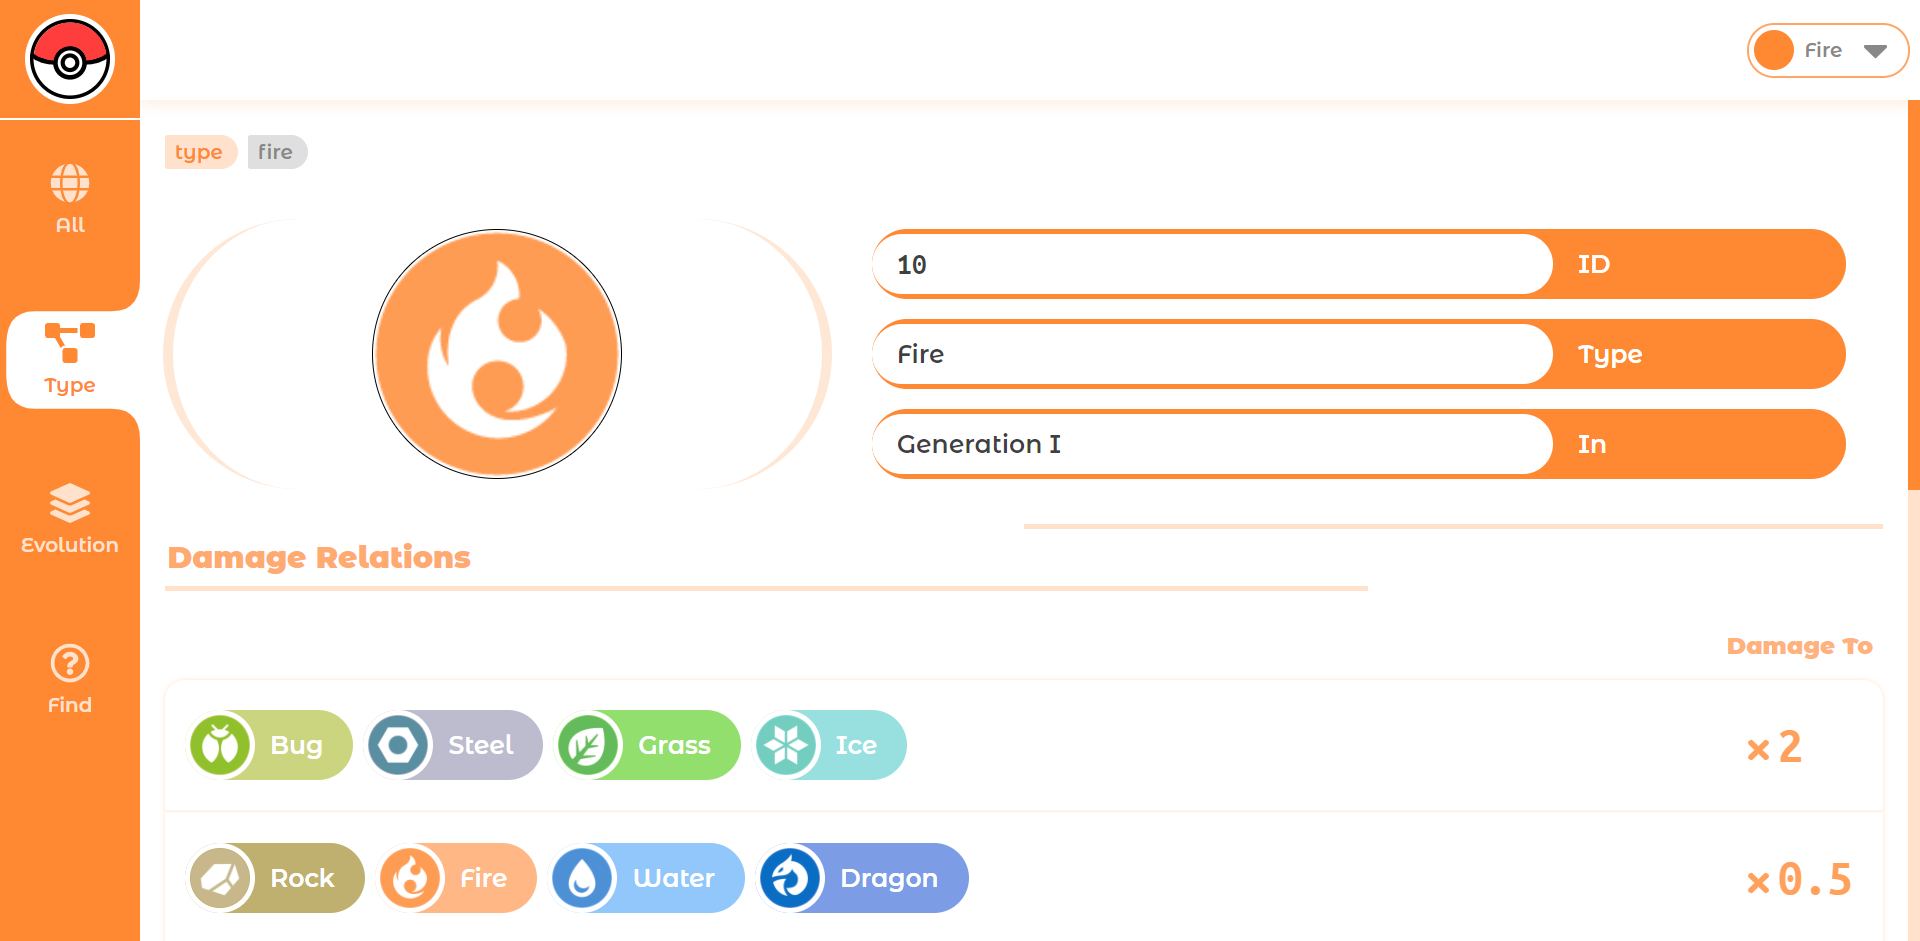 Fire
All
Type
Evolution
Find
type fire
10 ID
Fire Type
Generation I In
Damage Relations
Damage To
Bug Steel Grass Ice ×2
Rock Fire Water Dragon ×0.5